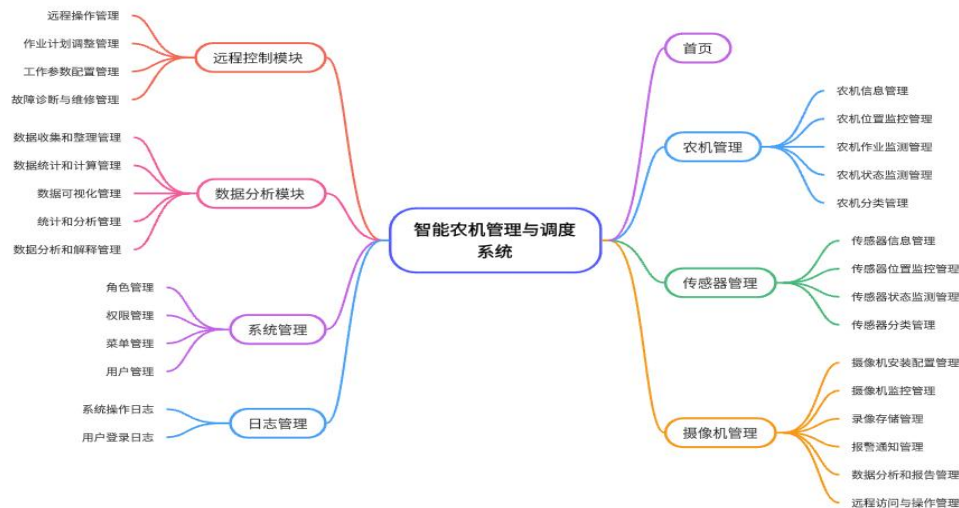 远程操作管理
作业计划调整管理
工作参数配置管理
故障诊断与维修管理
远程控制模块
数据收集和整理管理
数据统计和计算管理
数据可视化管理
统计和分析管理
数据分析和解释管理
数据分析模块
角色管理
权限管理
菜单管理
用户管理
系统管理
系统操作日志
用户登录日志
日志管理
智能农机管理与调度
系统
首页
农机管理
农机信息管理
农机位置监控管理
农机作业监测管理
农机状态监测管理
农机分类管理
传感器管理
传感器信息管理
传感器位置监控管理
传感器状态监测管理
传感器分类管理
摄像机管理
摄像机安装配置管理
摄像机监控管理
录像存储管理
报警通知管理
数据分析和报告管理
远程访问与操作管理